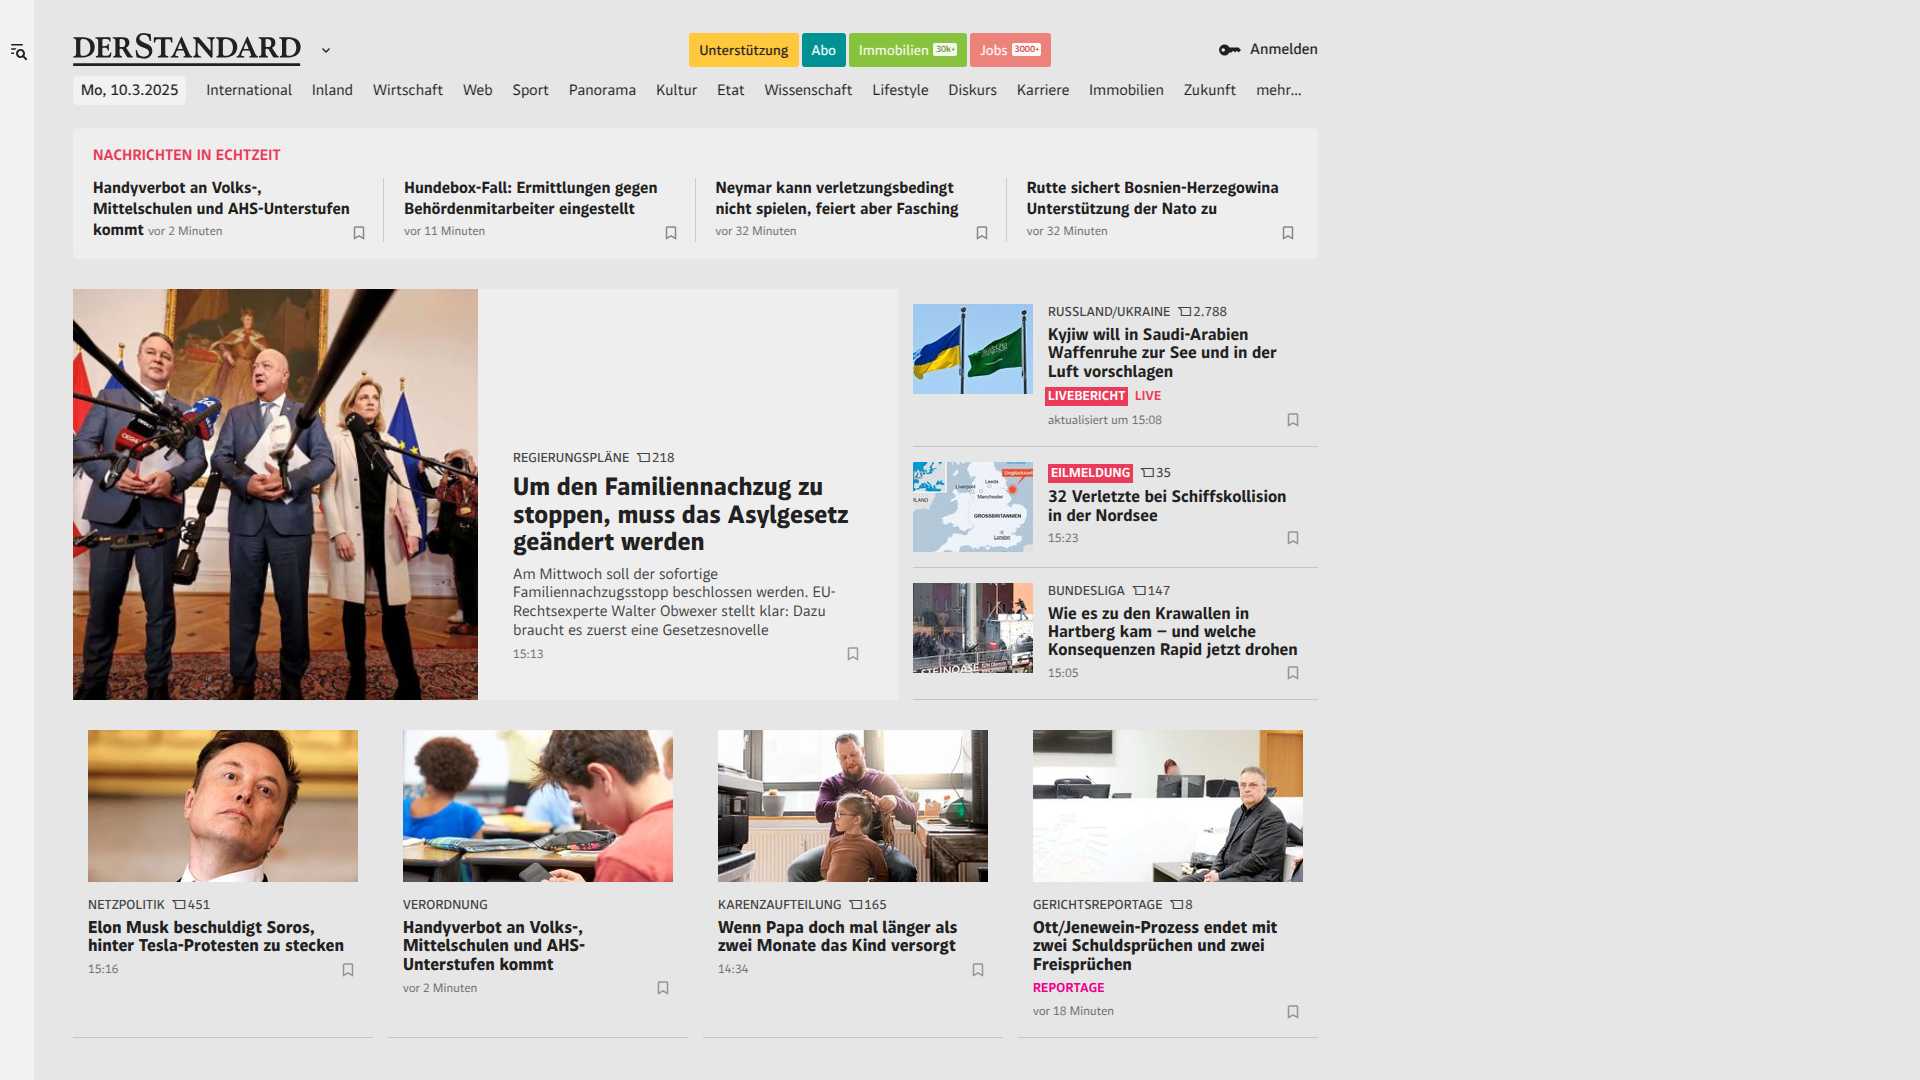 DERSTANDARD
Unterstützung
Abo
Immobilien 30k+
Jobs 3000+
Anmelden
Mo, 10.3.2025
International
Inland
Wirtschaft
Web
Sport
Panorama
Kultur
Etat
Wissenschaft
Lifestyle
Diskurs
Karriere
Immobilien
Zukunft
mehr...
NACHRICHTEN IN ECHTZEIT
Handyverbot an Volks-,
Mittelschulen und AHS-Unterstufen
kommt vor 2 Minuten
Hundebox-Fall: Ermittlungen gegen
Behördenmitarbeiter eingestellt
vor 11 Minuten
Neymar kann verletzungsbedingt
nicht spielen, feiert aber Fasching
vor 32 Minuten
Rutte sichert Bosnien-Herzegowina
Unterstützung der Nato zu
vor 32 Minuten
REGIERUNGSPLÄNE 218
Um den Familiennachzug zu
stoppen, muss das Asylgesetz
geändert werden
Am Mittwoch soll der sofortige
Familiennachzugsstopp beschlossen werden. EU-
Rechtsexperte Walter Obwexer stellt klar: Dazu
braucht es zuerst eine Gesetzesnovelle
15:13
RUSSLAND/UKRAINE 2.788
Kyjiw will in Saudi-Arabien
Waffenruhe zur See und in der
Luft vorschlagen
LIVEBERICHT LIVE
aktualisiert um 15:08
Leeds
Liverpool
Manchester
GROSSBRITANNIEN
London
EILMELDUNG 35
32 Verletzte bei Schiffskollision
in der Nordsee
15:23
STEINOASE
BUNDESLIGA 147
Wie es zu den Krawallen in
Hartberg kam – und welche
Konsequenzen Rapid jetzt drohen
15:05
NETZPOLITIK 451
Elon Musk beschuldigt Soros,
hinter Tesla-Protesten zu stecken
15:16
VERORDNUNG
Handyverbot an Volks-,
Mittelschulen und AHS-
Unterstufen kommt
vor 2 Minuten
KARENZAUFTEILUNG 165
Wenn Papa doch mal länger als
zwei Monate das Kind versorgt
14:34
GERICHTSREPORTAGE 8
Ott/Jenewein-Prozess endet mit
zwei Schuldsprüchen und zwei
Freisprüchen
REPORTAGE
vor 18 Minuten